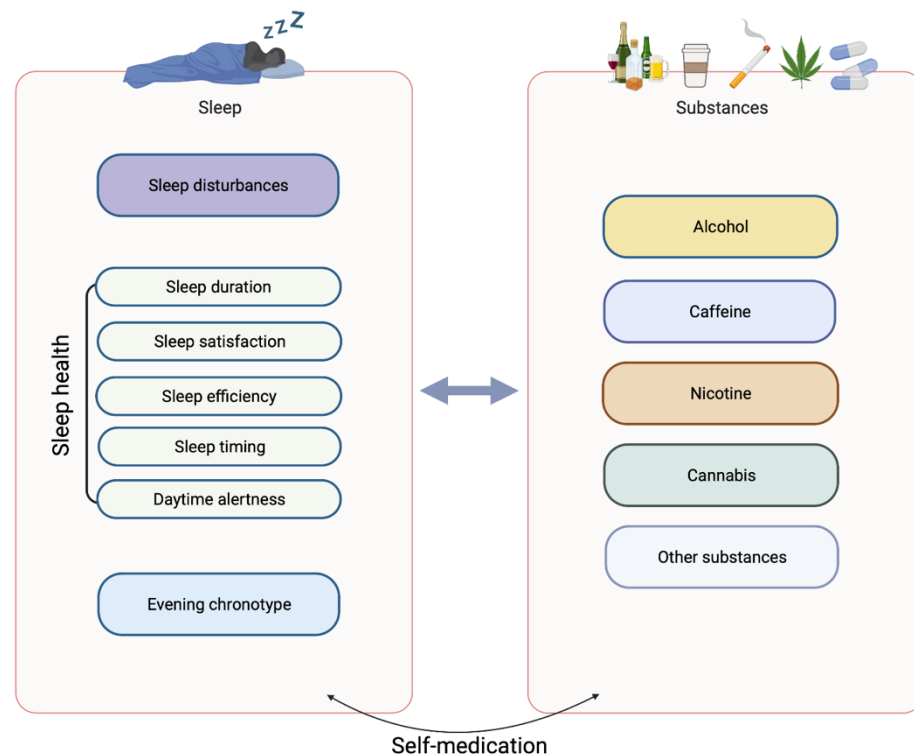 zzZ
Sleep
Sleep disturbances
Sleep health
Sleep duration
Sleep satisfaction
Sleep efficiency
Sleep timing
Daytime alertness
Evening chronotype
Substances
Alcohol
Caffeine
Nicotine
Cannabis
Other substances
Self-medication